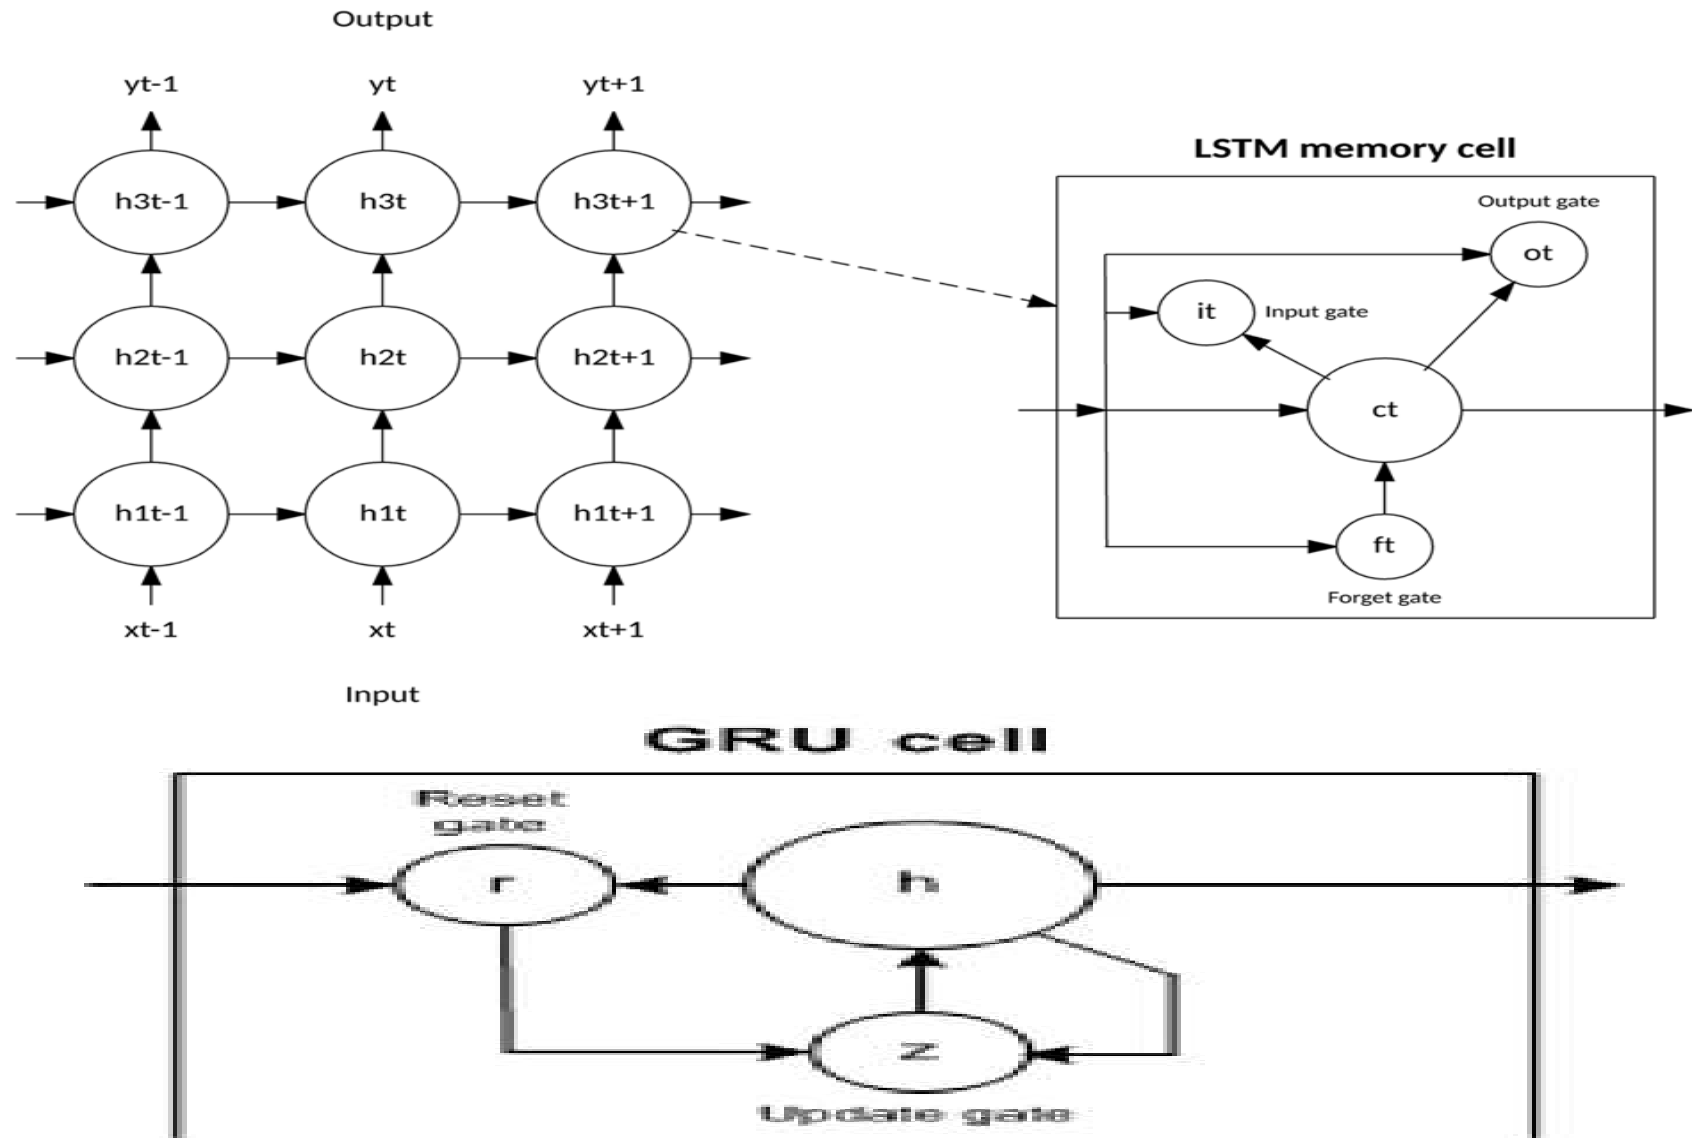 Output
yt-1 yt yt+1
LSTM memory cell
h3t-1 h3t h3t+1
Output gate
ot
it Input gate
h2t-1 h2t h2t+1
ct
h1t-1 h1t h1t+1
ft
Forget gate
xt-1 xt xt+1
Input
GRU cell
Reset
gate
r h
z
Update gate